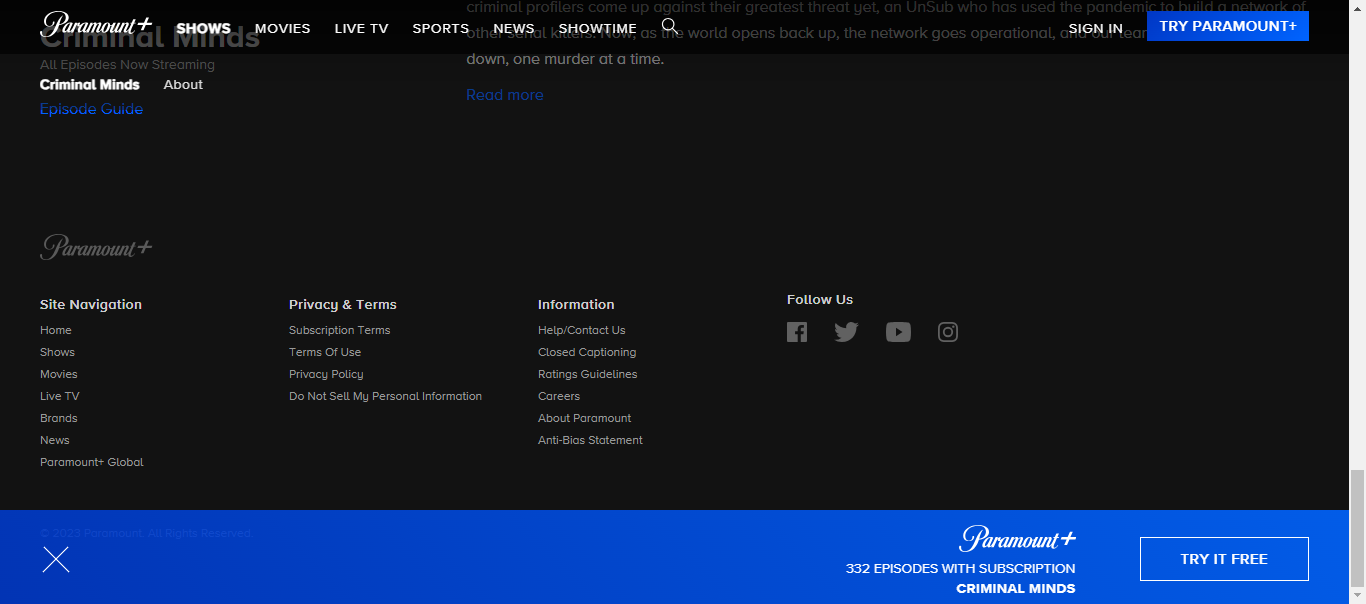 criminal profilers come up against their greatest threat yet, an UnSub who has used the pandemic to build a network of
Paramount+ SHOWS MOVIES LIVE TV SPORTS NEWS SHOWTIME SIGN IN TRY PARAMOUNT+
Criminal Minds
other serial killers. Now, as the world opens back up, the network goes operational, and our team
All Episodes Now Streaming
down, one murder at a time.
Criminal Minds About
Read more
Episode Guide
Paramount+
Site Navigation
Home
Shows
Movies
Live TV
Brands
News
Paramount+ Global
Privacy & Terms
Subscription Terms
Terms Of Use
Privacy Policy
Do Not Sell My Personal Information
Information
Help/Contact Us
Closed Captioning
Ratings Guidelines
Careers
About Paramount
Anti-Bias Statement
Follow Us
© 2023 Paramount. All Rights Reserved.
Paramount+
332 EPISODES WITH SUBSCRIPTION
CRIMINAL MINDS
TRY IT FREE